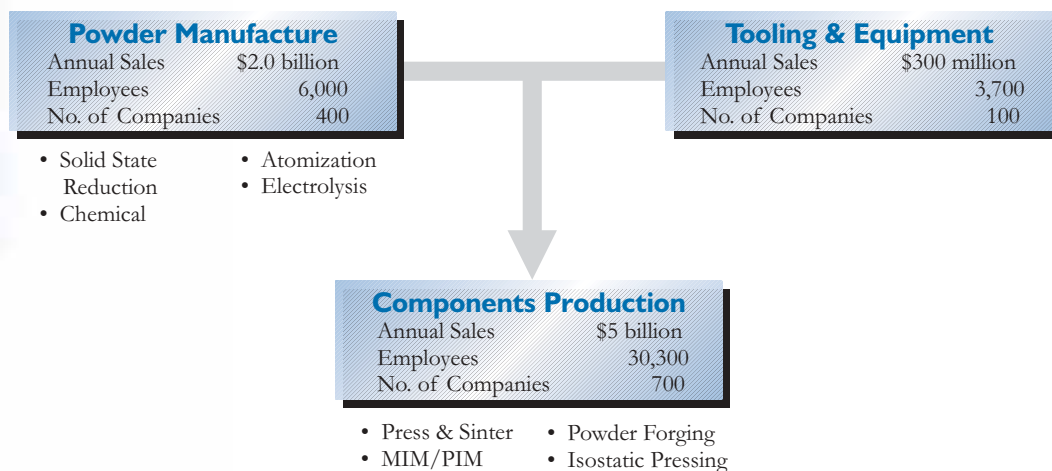 Powder Manufacture
Annual Sales $2.0 billion
Employees 6,000
No. of Companies 400
• Solid State
Reduction
• Chemical
• Atomization
• Electrolysis
Tooling & Equipment
Annual Sales $300 million
Employees 3,700
No. of Companies 100
Components Production
Annual Sales $5 billion
Employees 30,300
No. of Companies 700
• Press & Sinter
• MIM/PIM
• Powder Forging
• Isostatic Pressing